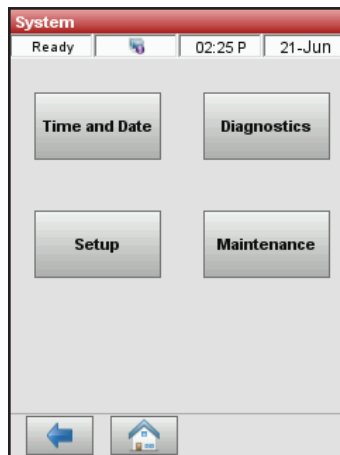 System
Ready 02:25 P 21-Jun
Time and Date Diagnostics
Setup Maintenance